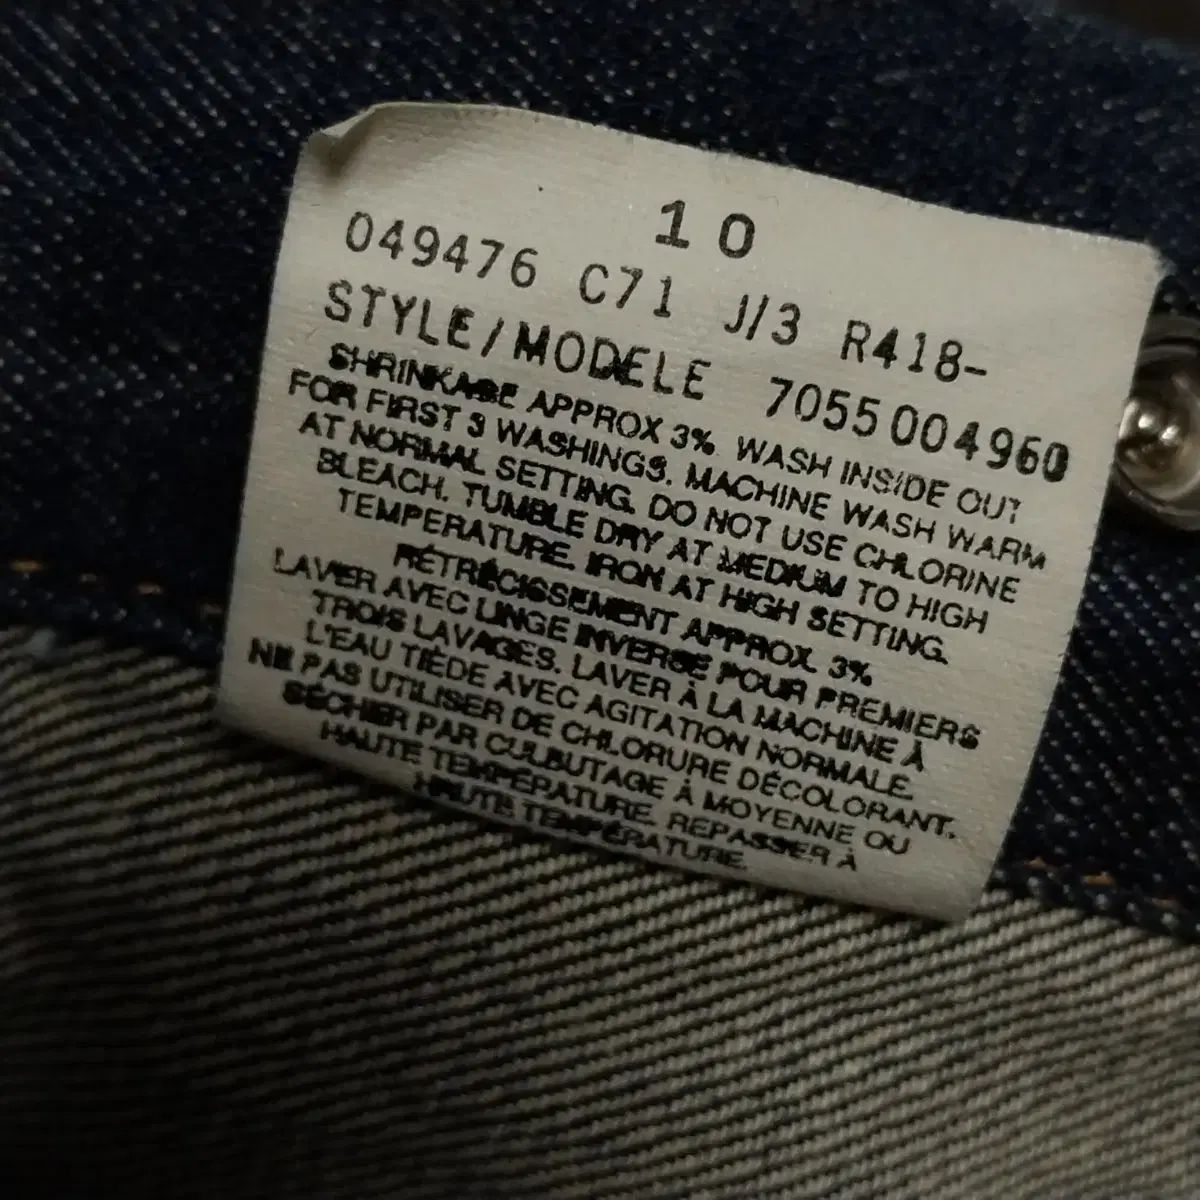 10
049476 C71 J/3 R418-
STYLE/MODELE 7055004960
SHRINKAGE APPROX 3%. WASH INSIDE OUT
FOR FIRST 3 WASHINGS. MACHINE WASH WARM
AT NORMAL SETTING. DO NOT USE CHLORINE
BLEACH. TUMBLE DRY AT MEDIUM TO HIGH
TEMPERATURE. IRON AT HIGH SETTING.
RÉTRÉCISSEMENT APPROX. 3%
LAVER AVEC LINGE INVERSE POUR PREMIERS
TROIS LAVAGES. LAVER À LA MACHINE À
L'EAU TIÈDE AVEC AGITATION NORMALE.
NE PAS UTILISER DE CHLORURE DÉCOLORANT.
SÉCHER PAR CULBUTAGE À MOYENNE OU
HAUTE TEMPÉRATURE. REPASSER À
HAUTE TEMPÉRATURE.